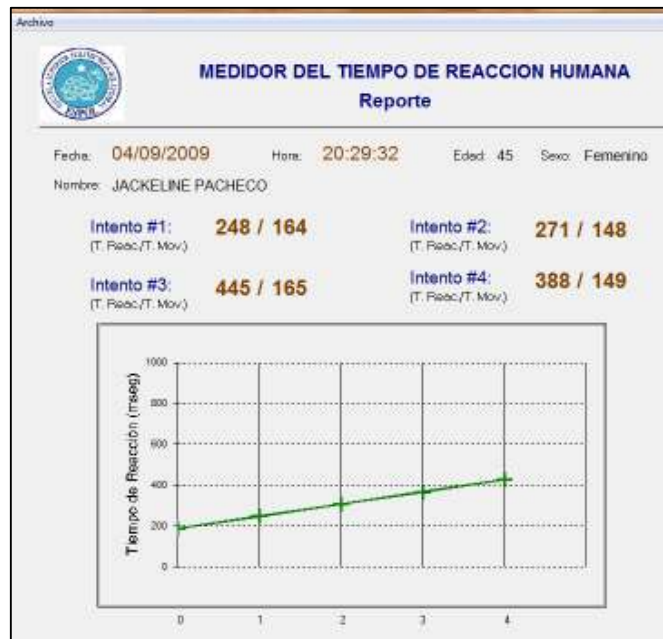 Archivo
MEDIDOR DEL TIEMPO DE REACCION HUMANA
Reporte
ESPOL
Fecha: 04/09/2009 Hora: 20:29:32 Edad: 45 Sexo: Femenino
Nombre: JACKELINE PACHECO
Intento #1: 248 / 164 Intento #2: 271 / 148
(T. Reac./T. Mov.) (T. Reac./T. Mov.)
Intento #3: 445 / 165 Intento #4: 388 / 149
(T. Reac./T. Mov.) (T. Reac./T. Mov.)
Tiempo de Reacción (mseg)
1000
800
600
400
200
0
0 1 2 3 4